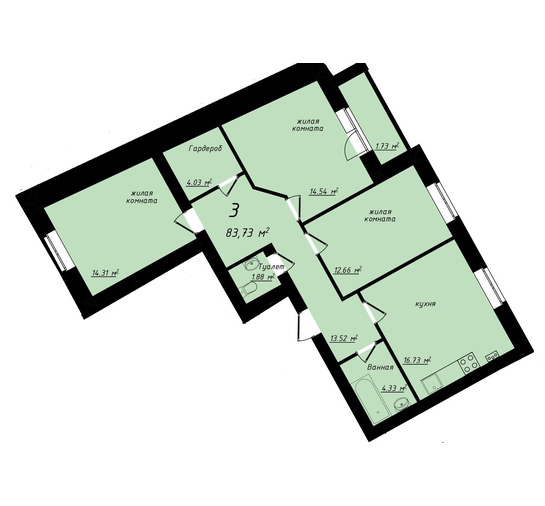 жилая
комната
1.73 м²
Гардероб
4.03 м²
14.54 м²
жилая
комната
3
83,73 м²
жилая
комната
14.31 м²
Туалет
1.88 м²
12.66 м²
кухня
13.52 м²
16.73 м²
Ванная
4.33 м²